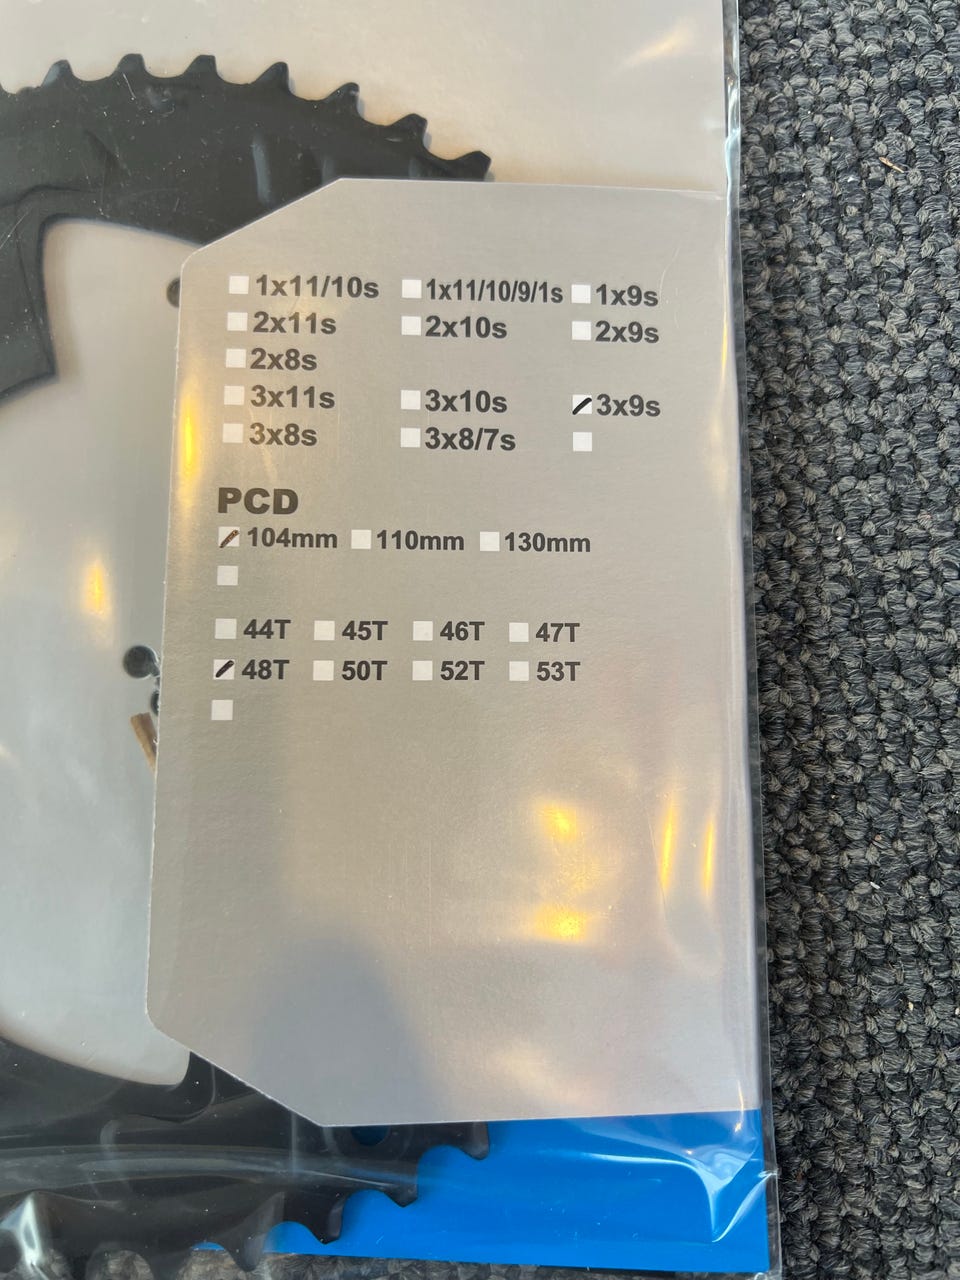 1x11/10s 1x11/10/9/1s 1x9s
2x11s 2x10s 2x9s
2x8s
3x11s 3x10s 3x9s
3x8s 3x8/7s
PCD
104mm 110mm 130mm
44T 45T 46T 47T
48T 50T 52T 53T